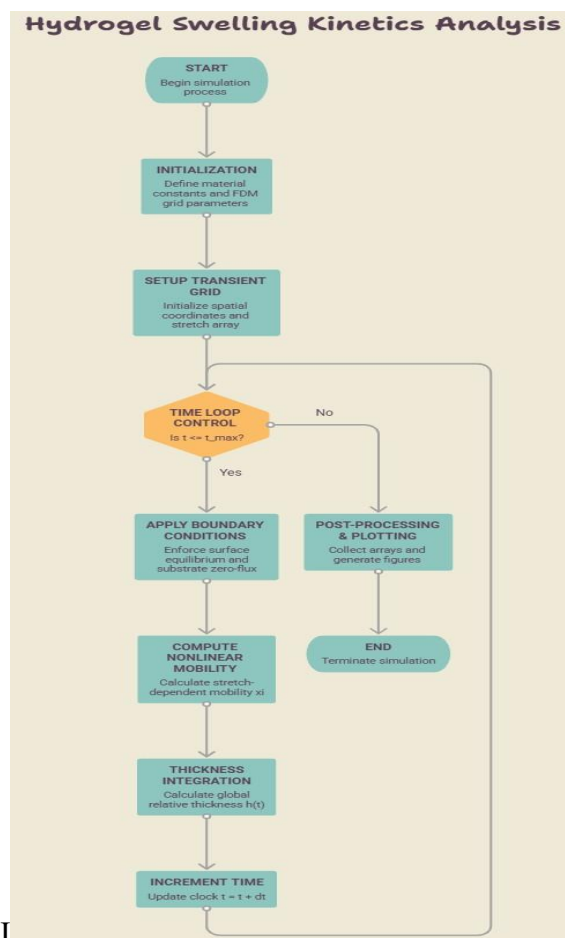 Hydrogel Swelling Kinetics Analysis
START
Begin simulation
process
INITIALIZATION
Define material
constants and FDM
grid parameters
SETUP TRANSIENT
GRID
Initialize spatial
coordinates and
stretch array
TIME LOOP
CONTROL
Is t <= t_max?
No
Yes
APPLY BOUNDARY
CONDITIONS
Enforce surface
equilibrium and
substrate zero-flux
POST-PROCESSING
& PLOTTING
Collect arrays and
generate figures
COMPUTE
NONLINEAR
MOBILITY
Calculate stretch-
dependent mobility xi
END
Terminate simulation
THICKNESS
INTEGRATION
Calculate global
relative thickness h(t)
INCREMENT TIME
Update clock t = t + dt